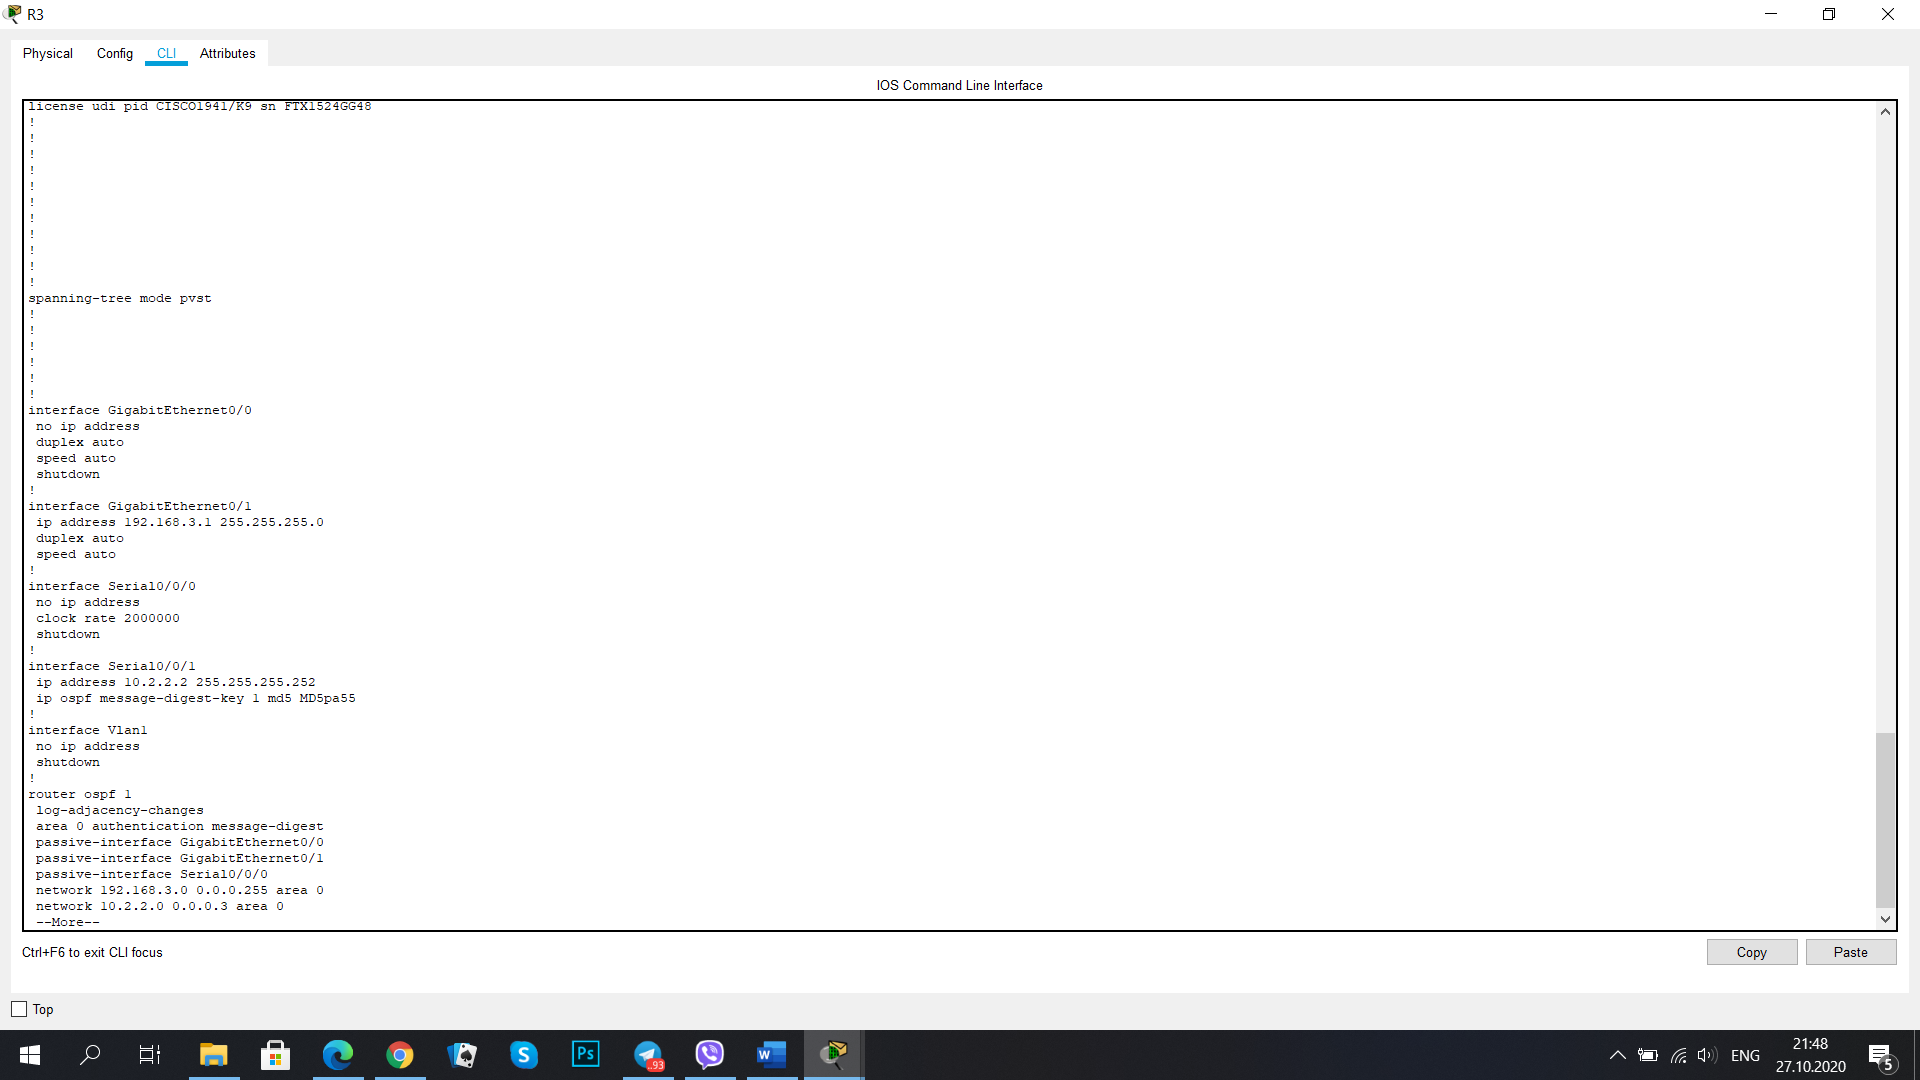 R3
Physical Config CLI Attributes
IOS Command Line Interface
license udi pid CISCO1941/K9 sn FTX1524GG48
!
!
!
!
!
!
!
!
!
!
!
spanning-tree mode pvst
!
!
!
!
!
!
interface GigabitEthernet0/0
no ip address
duplex auto
speed auto
shutdown
!
interface GigabitEthernet0/1
ip address 192.168.3.1 255.255.255.0
duplex auto
speed auto
!
interface Serial0/0/0
no ip address
clock rate 2000000
shutdown
!
interface Serial0/0/1
ip address 10.2.2.2 255.255.255.252
ip ospf message-digest-key 1 md5 MD5pa55
!
interface Vlan1
no ip address
shutdown
!
router ospf 1
log-adjacency-changes
area 0 authentication message-digest
passive-interface GigabitEthernet0/0
passive-interface GigabitEthernet0/1
passive-interface Serial0/0/0
network 192.168.3.0 0.0.0.255 area 0
network 10.2.2.0 0.0.0.3 area 0
--More--
Ctrl+F6 to exit CLI focus
Copy Paste
Top
S Ps ..93 W ENG 21:48
27.10.2020
5